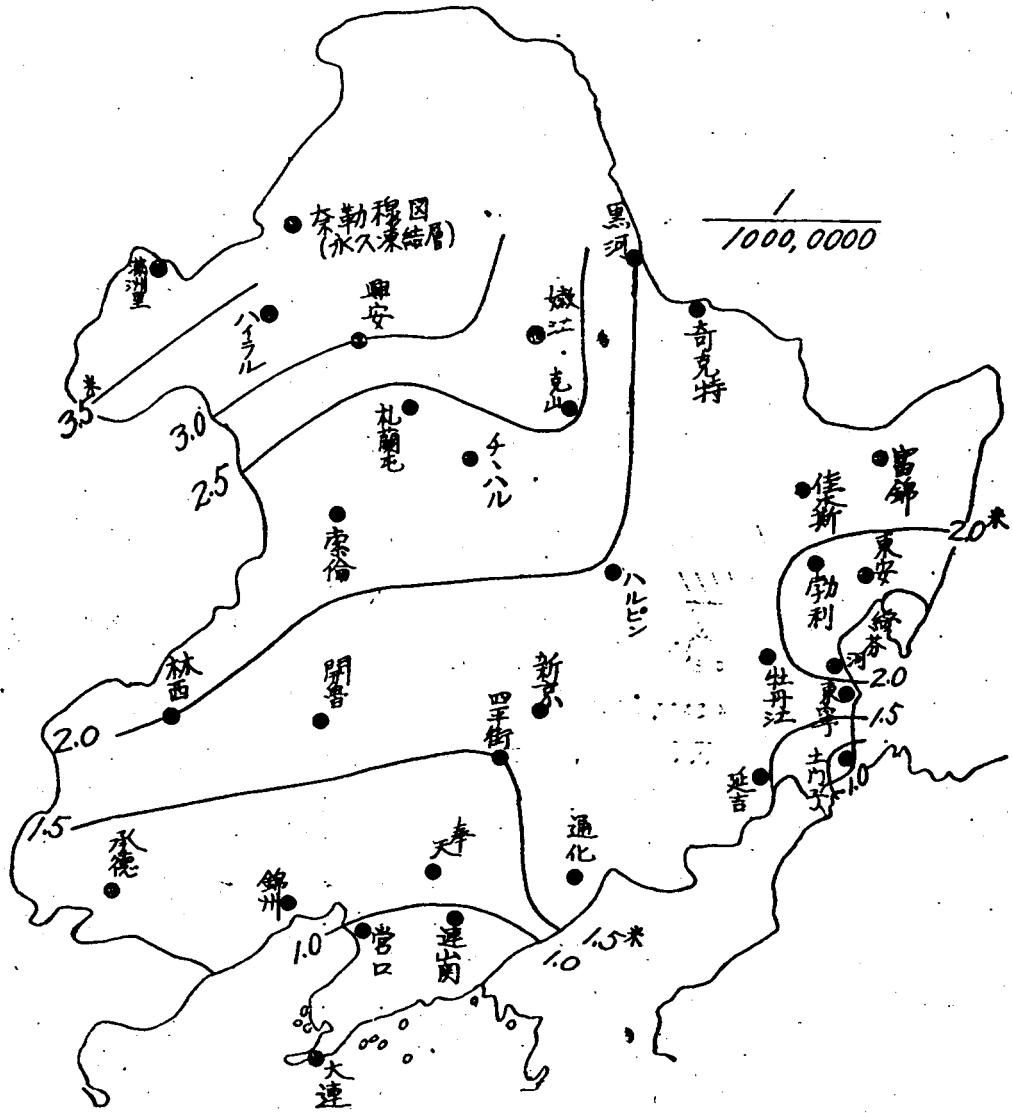 奈勒穆図
(永久凍結層)
黒河
1
1000,0000
満洲里
ハイラル
興安
嫩江
克山
奇克特
3.5米
3.0
2.5
札蘭屯
チヽハル
索倫
富錦
佳木斯
2.0米
東安
勃利
ハルピン
綏芬河
林西
開魯
新京
四平街
牡丹江
東寧
2.0
1.5
2.0
延吉
土门子
1.0
1.5
承徳
奉天
通化
錦州
1.0
営口
連山関
1.5米
1.0
大連